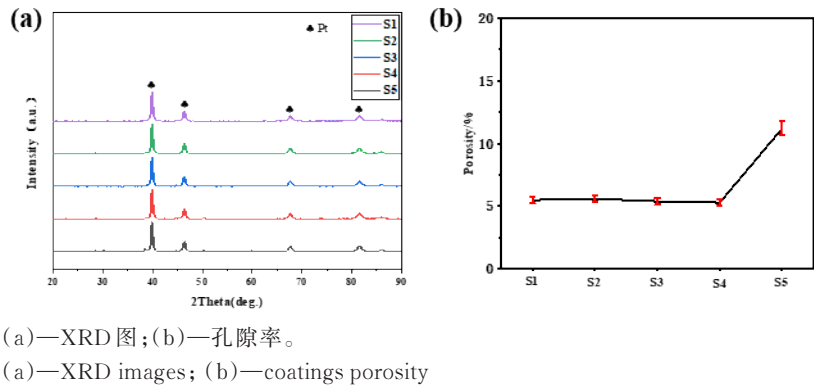 (a)
♣ Pt
S1
S2
S3
S4
S5
Intensity (a.u.)
20 30 40 50 60 70 80 90
2Theta(deg.)
(b)
20
15
10
5
0
Porosity/%
S1 S2 S3 S4 S5
(a)—XRD图;(b)—孔隙率。
(a)—XRD images; (b)—coatings porosity